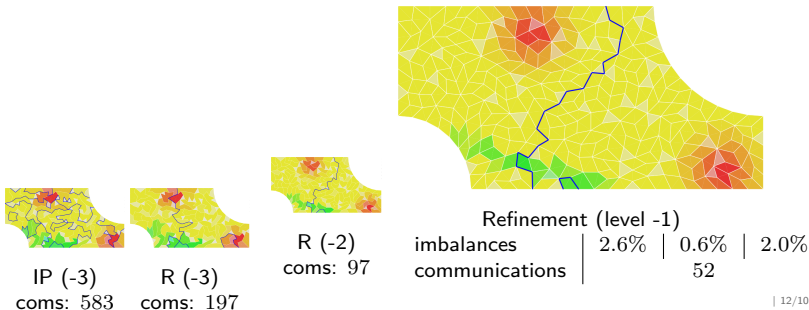 IP (-3)
coms: 583
R (-3)
coms: 197
R (-2)
coms: 97
Refinement (level -1)
imbalances 2.6% 0.6% 2.0%
communications 52
12/10